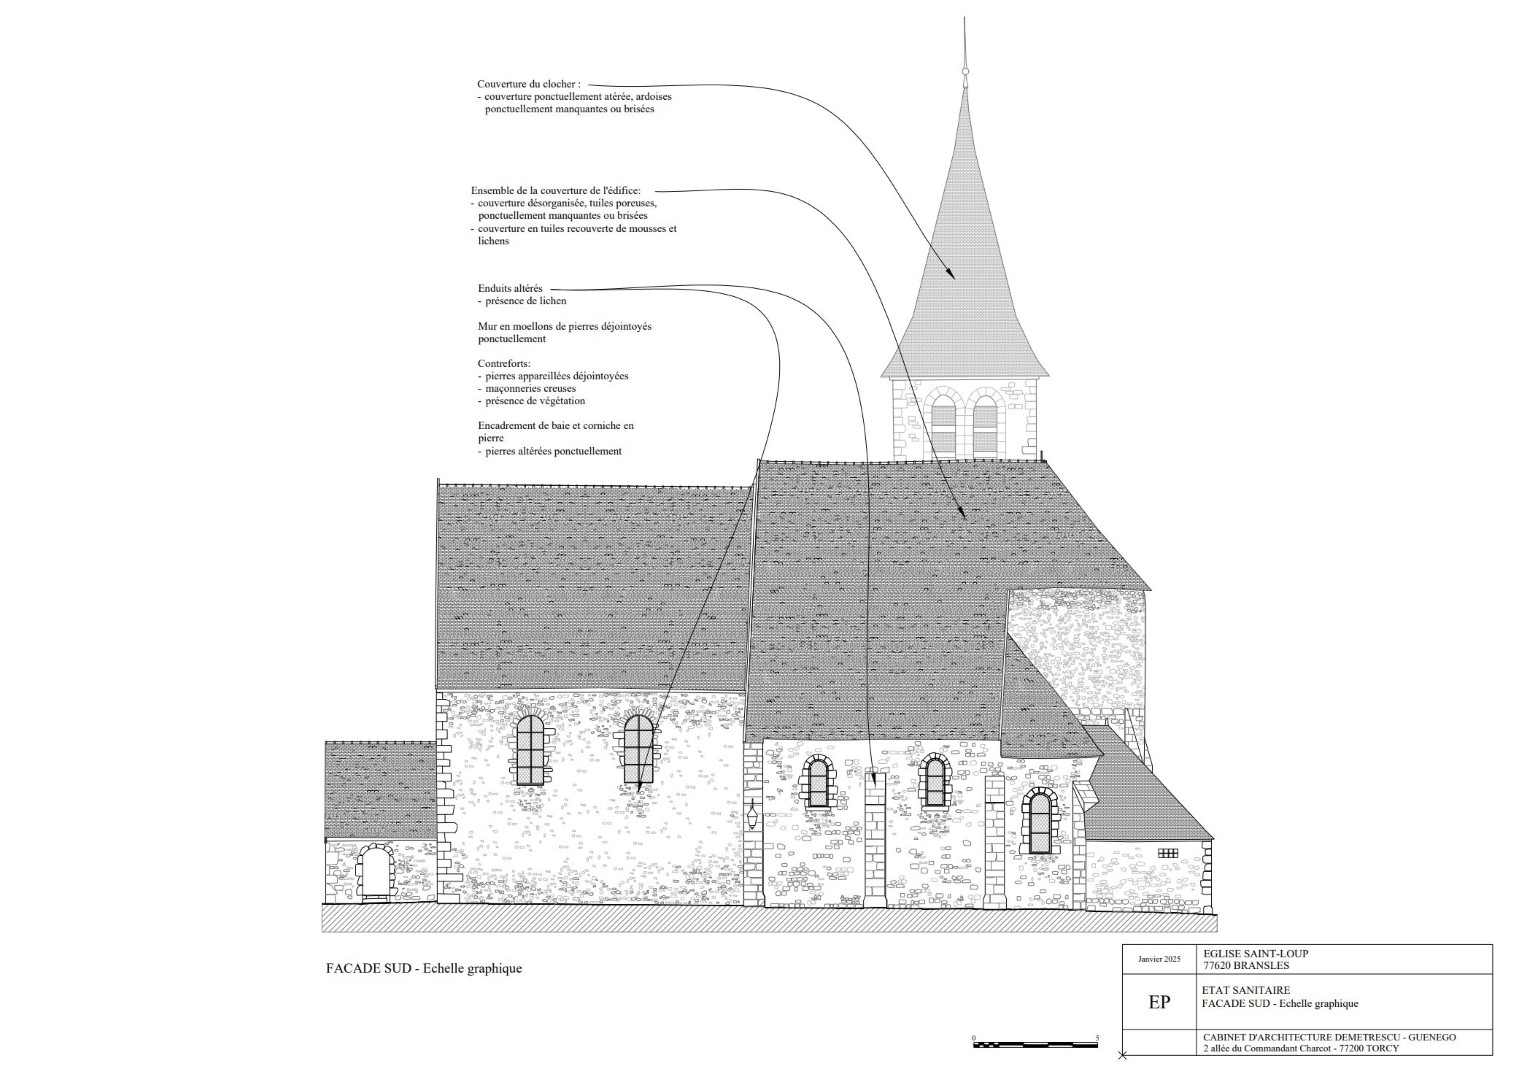 Couverture du clocher :
- couverture ponctuellement atérée, ardoises
ponctuellement manquantes ou brisées
Ensemble de la couverture de l'édifice:
- couverture désorganisée, tuiles poreuses,
ponctuellement manquantes ou brisées
- couverture en tuiles recouverte de mousses et
lichens
Enduits altérés
- présence de lichen
Mur en moellons de pierres déjointoyés
ponctuellement
Contreforts:
- pierres appareillées déjointoyées
- maçonneries creuses
- présence de végétation
Encadrement de baie et corniche en
pierre
- pierres altérées ponctuellement
FACADE SUD - Echelle graphique
0 5
Janvier 2025
EGLISE SAINT-LOUP
77620 BRANSLES
EP
ETAT SANITAIRE
FACADE SUD - Echelle graphique
CABINET D'ARCHITECTURE DEMETRESCU - GUENEGO
2 allée du Commandant Charcot - 77200 TORCY